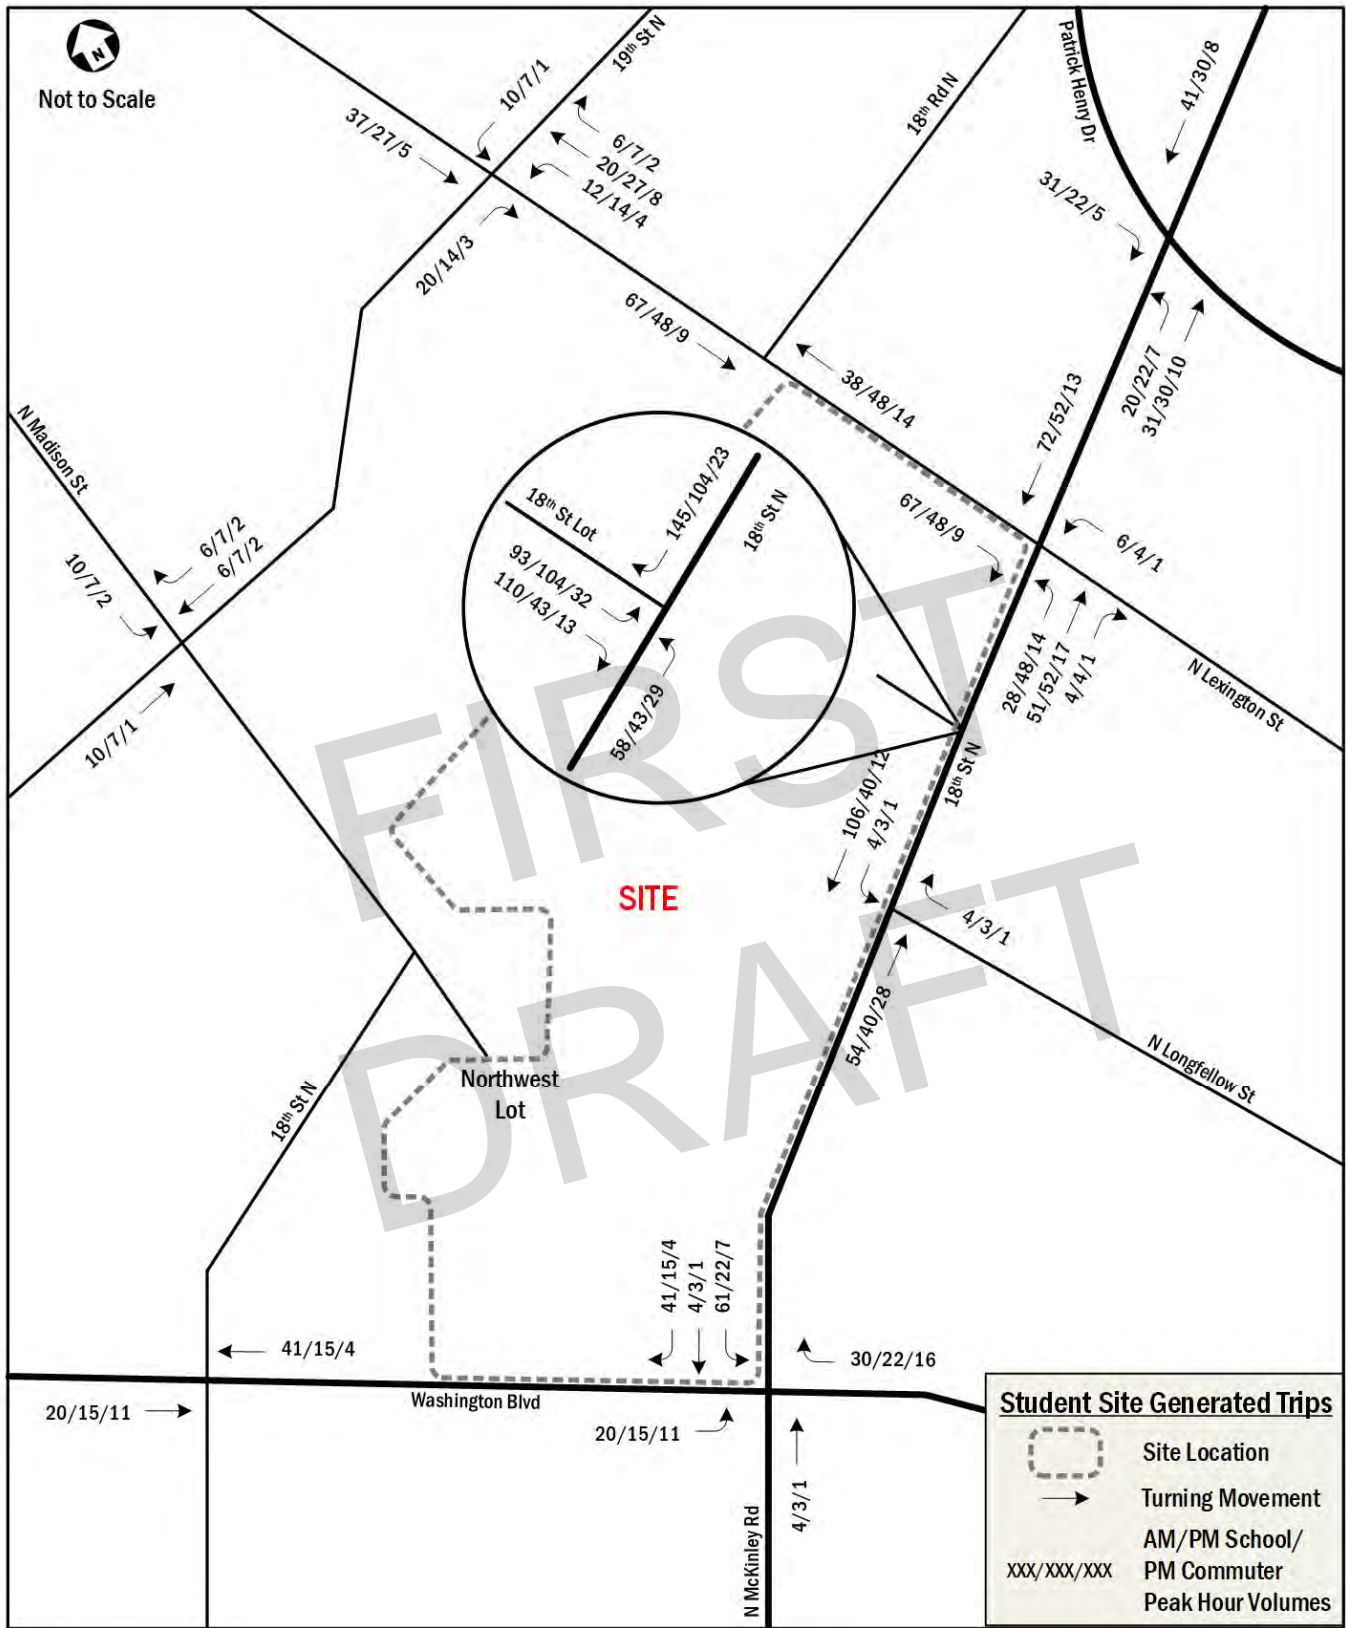 N
Not to Scale
19th St N
10/7/1
37/27/5
6/7/2
20/27/8
12/14/4
20/14/3
18th Rd N
Patrick Henry Dr
41/30/8
31/22/5
67/48/9
38/48/14
20/22/7
31/30/10
72/52/13
N Madison St
6/7/2
6/7/2
10/7/2
10/7/1
18th St Lot
145/104/23
18th St N
93/104/32
110/43/13
58/43/29
67/48/9
6/4/1
28/48/14
51/52/17
4/4/1
N Lexington St
18th St N
106/40/12
4/3/1
SITE
4/3/1
54/40/28
N Longfellow St
FIRST
DRAFT
Northwest
Lot
18th St N
41/15/4
4/3/1
61/22/7
41/15/4
30/22/16
Washington Blvd
20/15/11
20/15/11
4/3/1
N McKinley Rd
Student Site Generated Trips
Site Location
Turning Movement
XXX/XXX/XXX
AM/PM School/
PM Commuter
Peak Hour Volumes